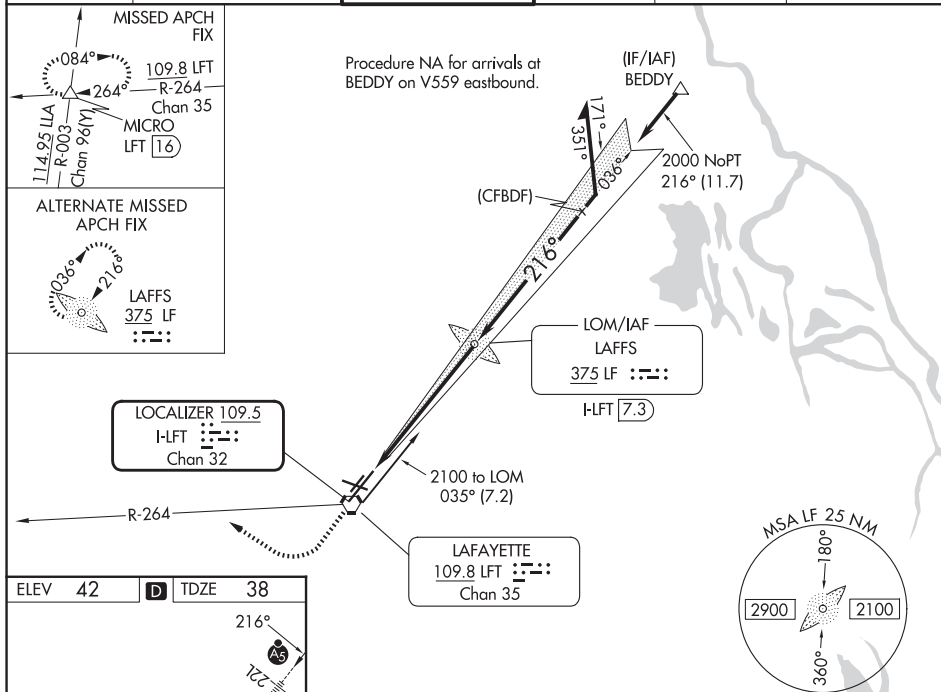 MISSED APCH
FIX
084°
264°
109.8 LFT
R-264
Chan 35
MICRO
LFT 16
114.95 LLA
R-003
Chan 96(Y)
ALTERNATE MISSED
APCH FIX
036°
216°
LAFFS
375 LF
Procedure NA for arrivals at
BEDDY on V559 eastbound.
(IF/IAF)
BEDDY
171°
351°
036°
2000 NoPT
216° (11.7)
(CFBDF)
216°
LOM/IAF
LAFFS
375 LF
I-LFT 7.3
LOCALIZER 109.5
I-LFT
Chan 32
2100 to LOM
035° (7.2)
R-264
LAFAYETTE
109.8 LFT
Chan 35
MSA LF 25 NM
180°
2900
2100
360°
ELEV 42 D TDZE 38
216°
A5
22L